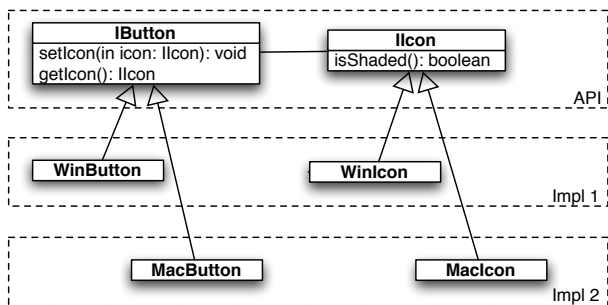 IButton
setIcon(in icon: IIcon): void
getIcon(): IIcon
IIcon
isShaded(): boolean
API
WinButton
WinIcon
Impl 1
MacButton
MacIcon
Impl 2